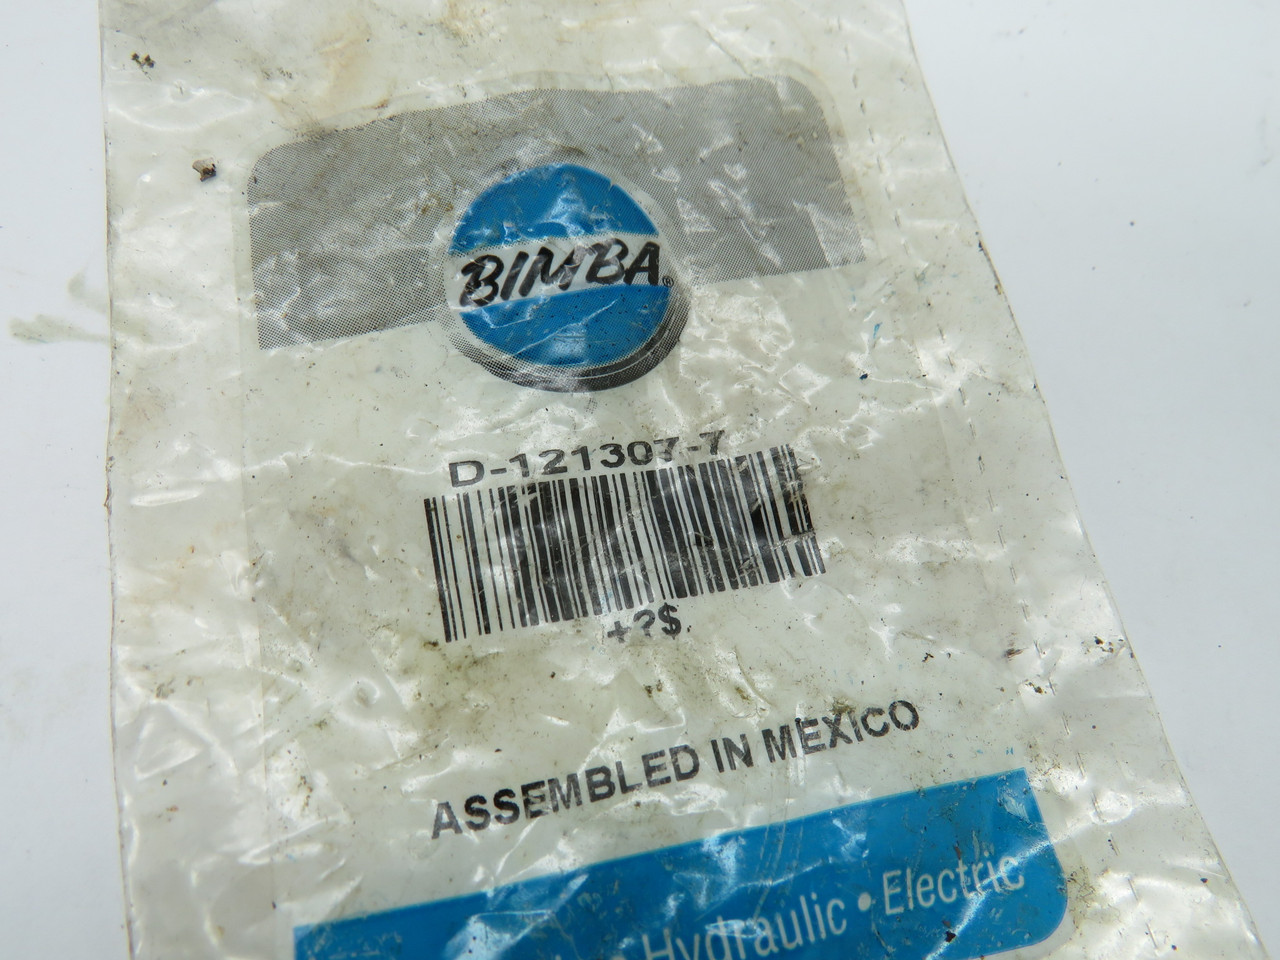 BIMBA®
D-121307-7
+?$.
ASSEMBLED IN MEXICO
• Hydraulic • Electric